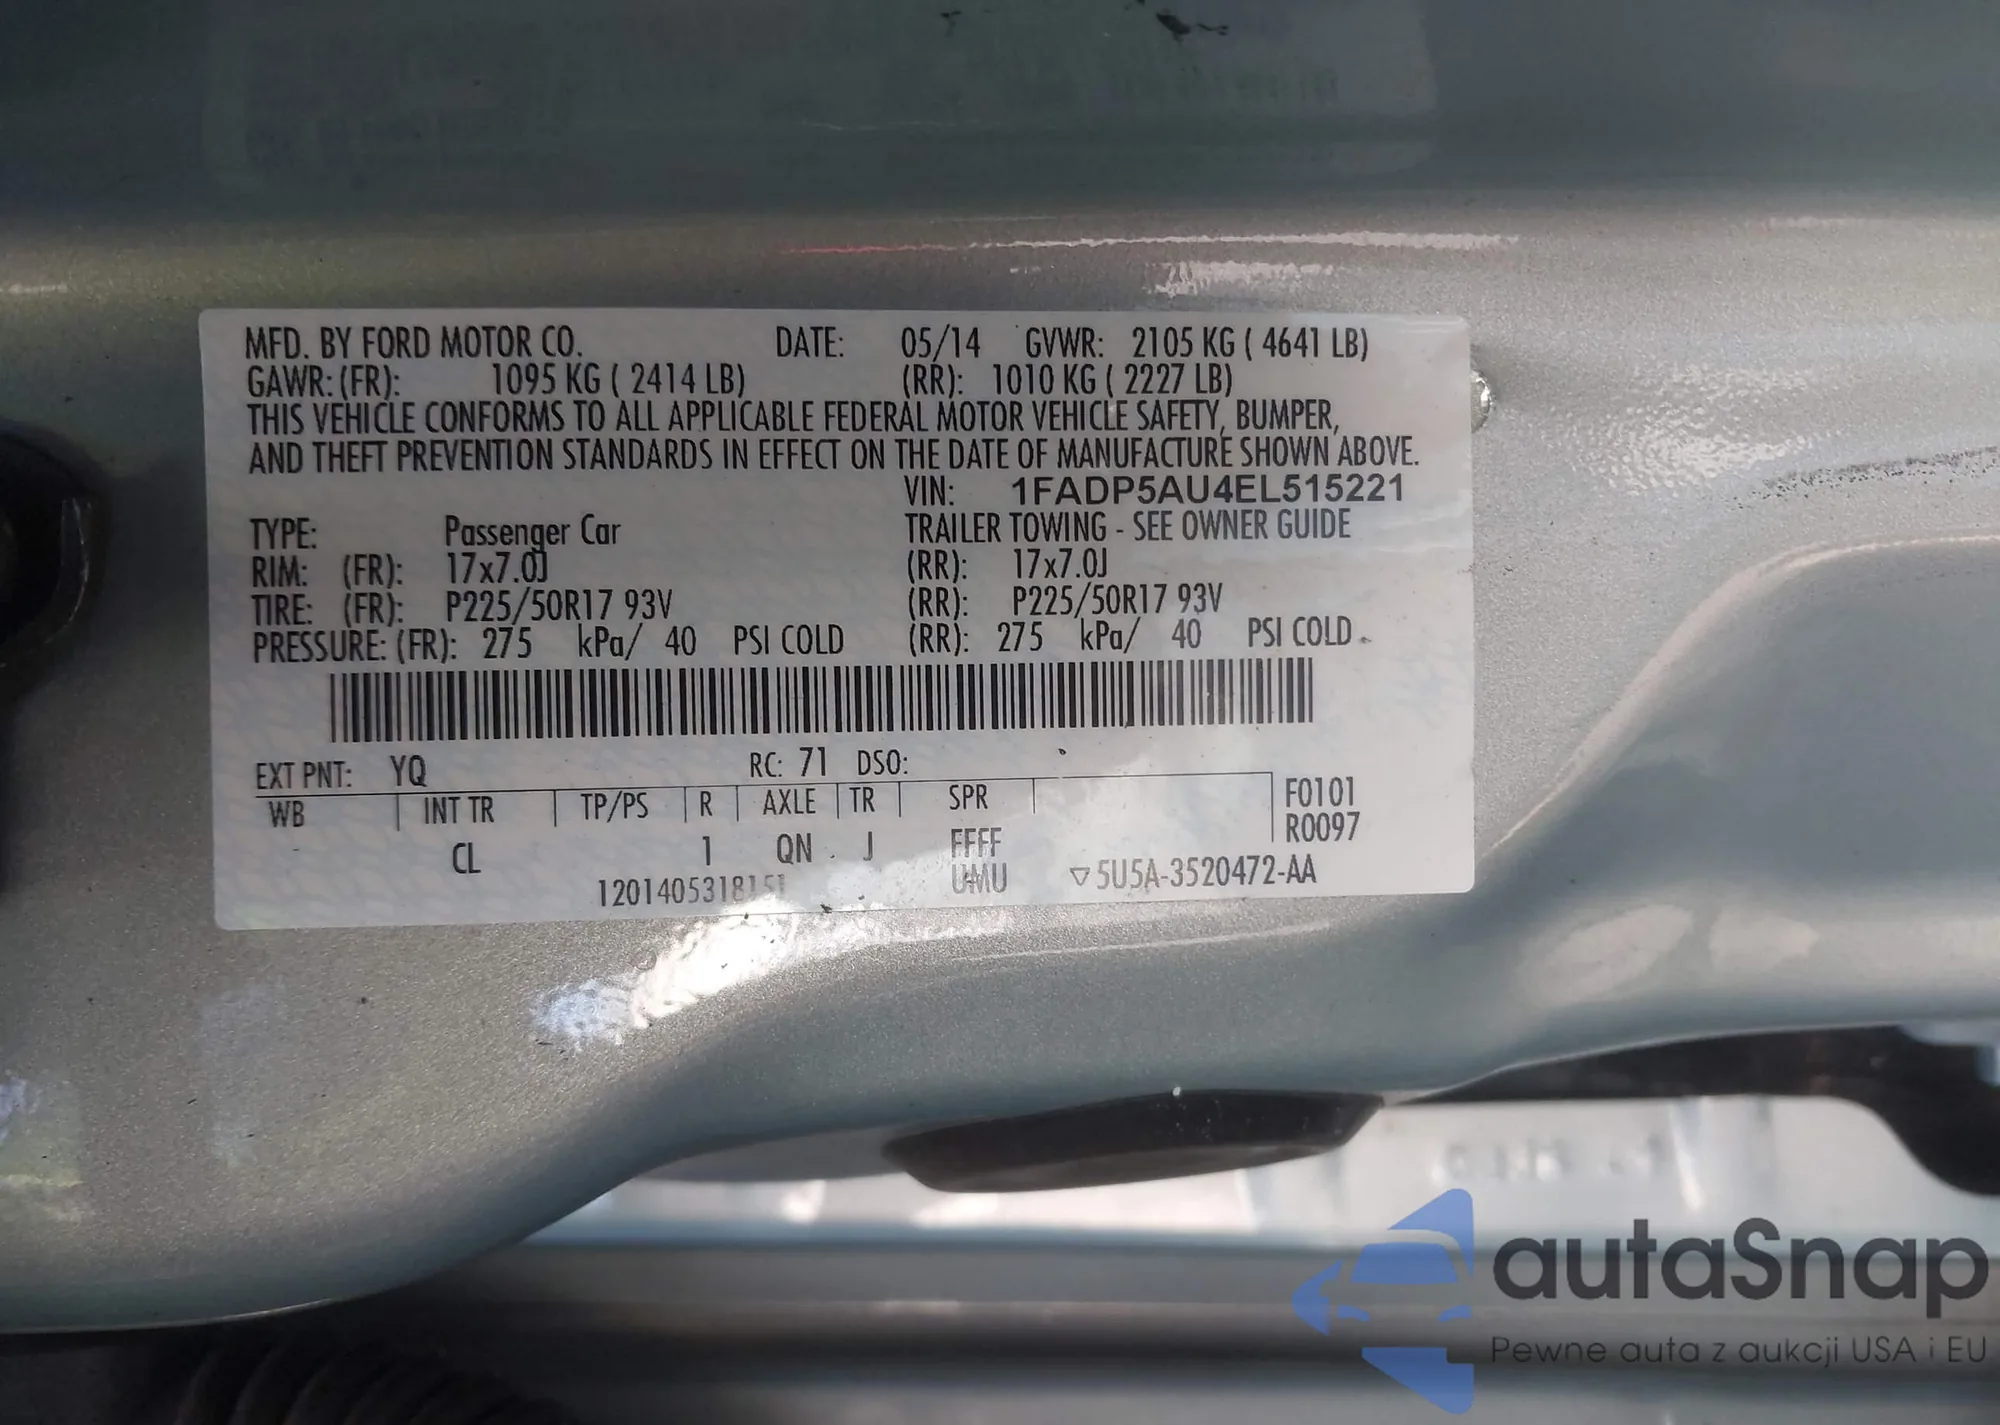 MFD. BY FORD MOTOR CO. DATE: 05/14 GVWR: 2105 KG ( 4641 LB)
GAWR: (FR): 1095 KG ( 2414 LB) (RR): 1010 KG ( 2227 LB)
THIS VEHICLE CONFORMS TO ALL APPLICABLE FEDERAL MOTOR VEHICLE SAFETY, BUMPER,
AND THEFT PREVENTION STANDARDS IN EFFECT ON THE DATE OF MANUFACTURE SHOWN ABOVE.
VIN: 1FADP5AU4EL515221
TYPE: Passenger Car TRAILER TOWING - SEE OWNER GUIDE
RIM: (FR): 17x7.0J (RR): 17x7.0J
TIRE: (FR): P225/50R17 93V (RR): P225/50R17 93V
PRESSURE: (FR): 275 kPa/ 40 PSI COLD (RR): 275 kPa/ 40 PSI COLD
EXT PNT: YQ RC: 71 DSO:
WB INT TR TP/PS R AXLE TR SPR F0101
R0097
CL 1 QN J FFFF
1201405318151 UMU ▽5U5A-3520472-AA
autaSnap
Pewne auta z aukcji USA i EU